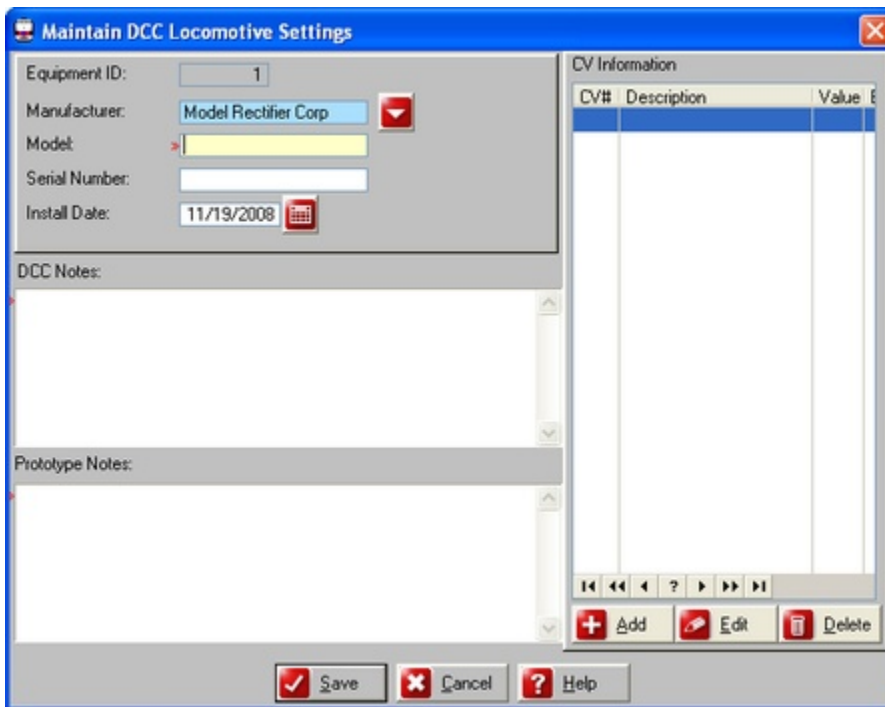 Maintain DCC Locomotive Settings
Equipment ID: 1
Manufacturer: Model Rectifier Corp
Model:
Serial Number:
Install Date: 11/19/2008
DCC Notes:
Prototype Notes:
CV Information
CV# Description Value E
?
Add Edit Delete
Save Cancel ? Help